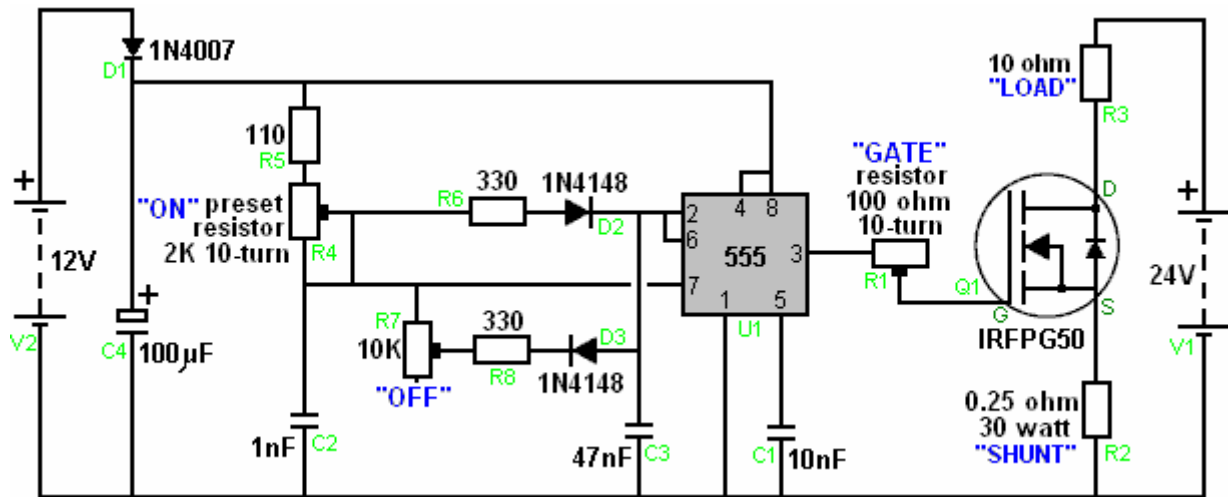 1N4007
D1
12V
V2
C4
100µF
110
R5
"ON" preset
resistor
2K 10-turn
R4
R6
330
1N4148
D2
R7
10K
"OFF"
330
R8
D3
1N4148
1nF
C2
47nF
C3
2
6
7
4
8
555
3
1
5
U1
C1
10nF
"GATE"
resistor
100 ohm
10-turn
R1
Q1
G
D
S
IRFPG50
10 ohm
"LOAD"
R3
24V
V1
0.25 ohm
30 watt
"SHUNT"
R2